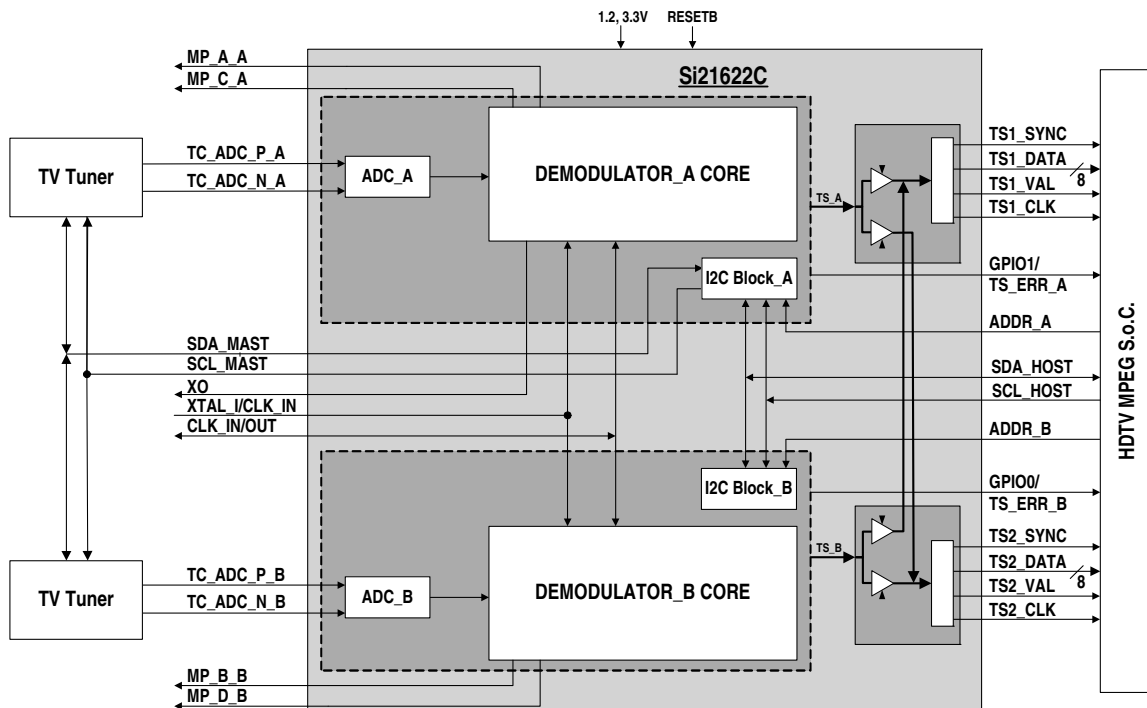 1.2, 3.3V
RESETB
MP_A_A
MP_C_A
Si21622C
TV Tuner
TC_ADC_P_A
TC_ADC_N_A
ADC_A
DEMODULATOR_A CORE
TS_A
TS1_SYNC
TS1_DATA
8
TS1_VAL
TS1_CLK
I2C Block_A
GPIO1/
TS_ERR_A
ADDR_A
SDA_MAST
SCL_MAST
XO
XTAL_I/CLK_IN
CLK_IN/OUT
SDA_HOST
SCL_HOST
ADDR_B
HDTV MPEG S.o.C.
I2C Block_B
GPIO0/
TS_ERR_B
TV Tuner
TC_ADC_P_B
TC_ADC_N_B
ADC_B
DEMODULATOR_B CORE
TS_B
TS2_SYNC
TS2_DATA
8
TS2_VAL
TS2_CLK
MP_B_B
MP_D_B